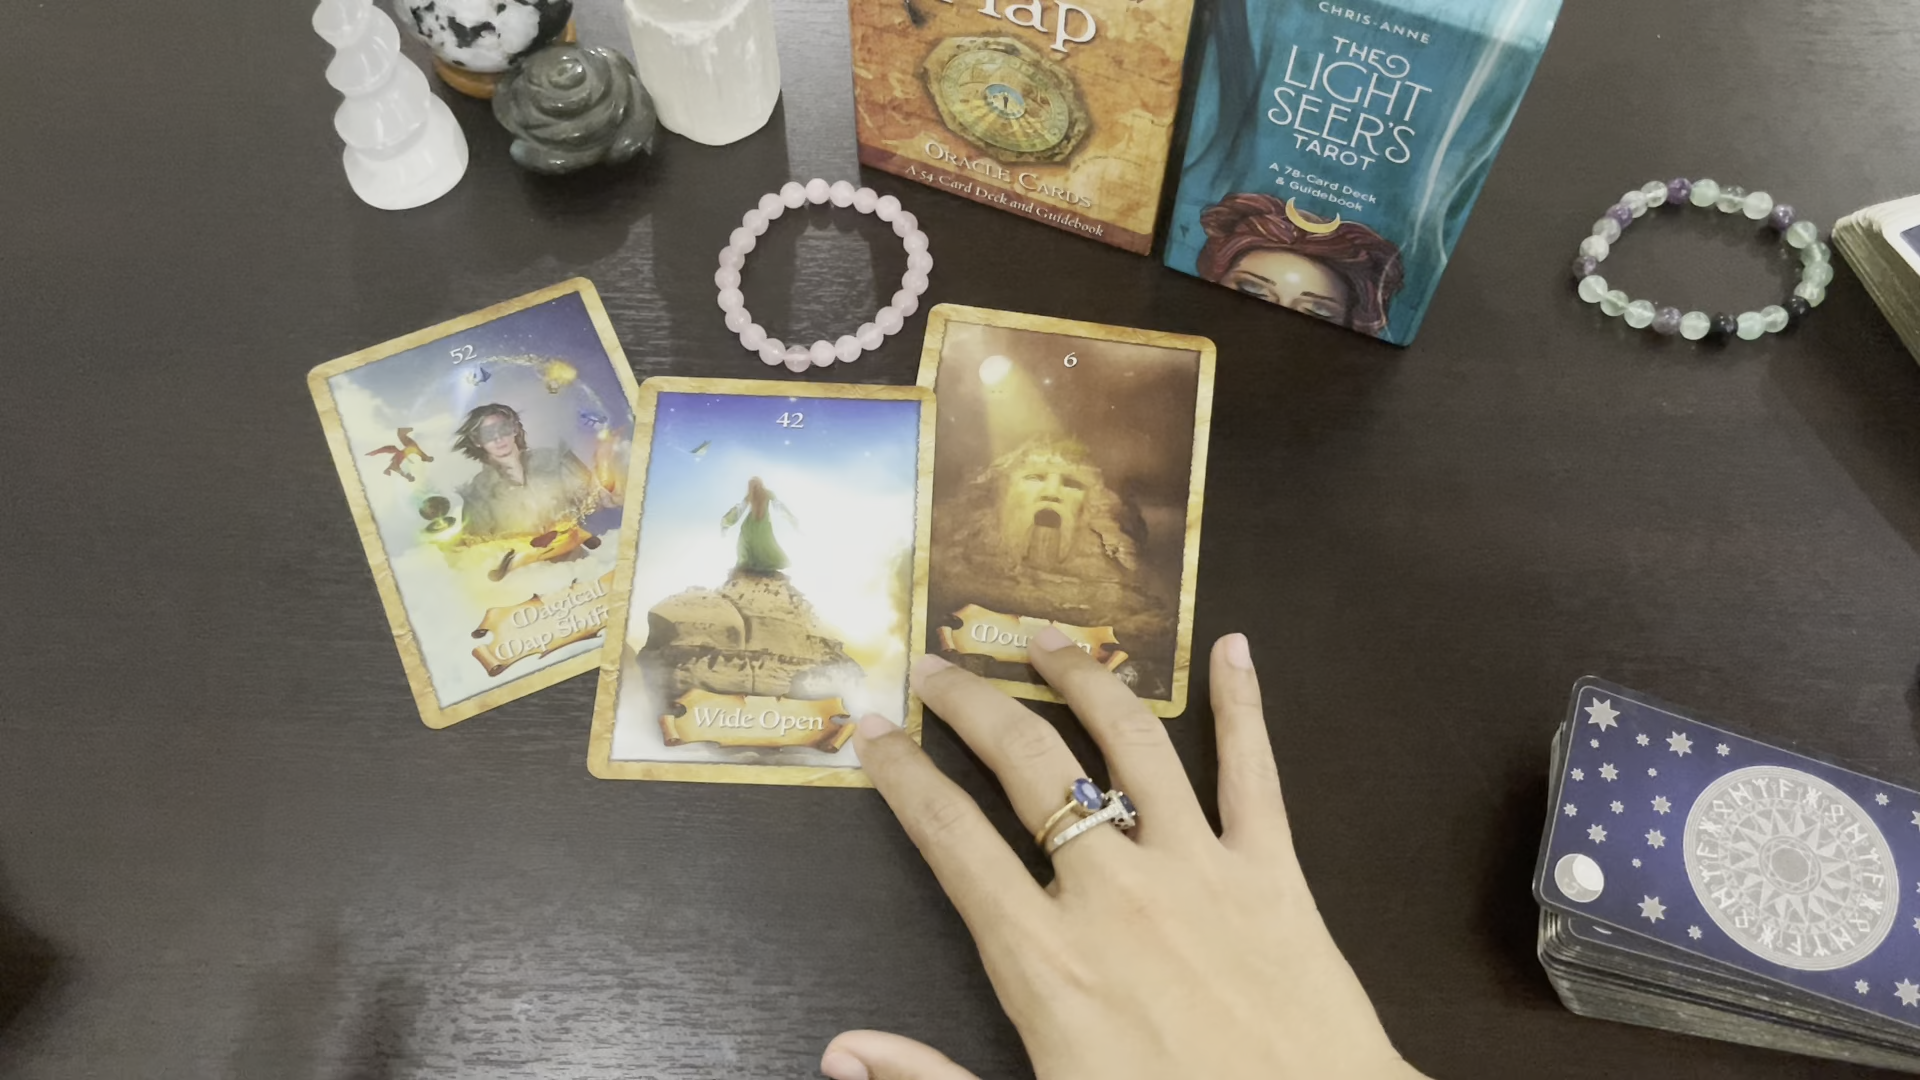 Map
ORACLE CARDS
A 54 Card Deck and Guidebook
CHRIS-ANNE
THE
LIGHT
SEER'S
TAROT
A 78-Card Deck
& Guidebook
52
Magical
Map Shift
42
Wide Open
6